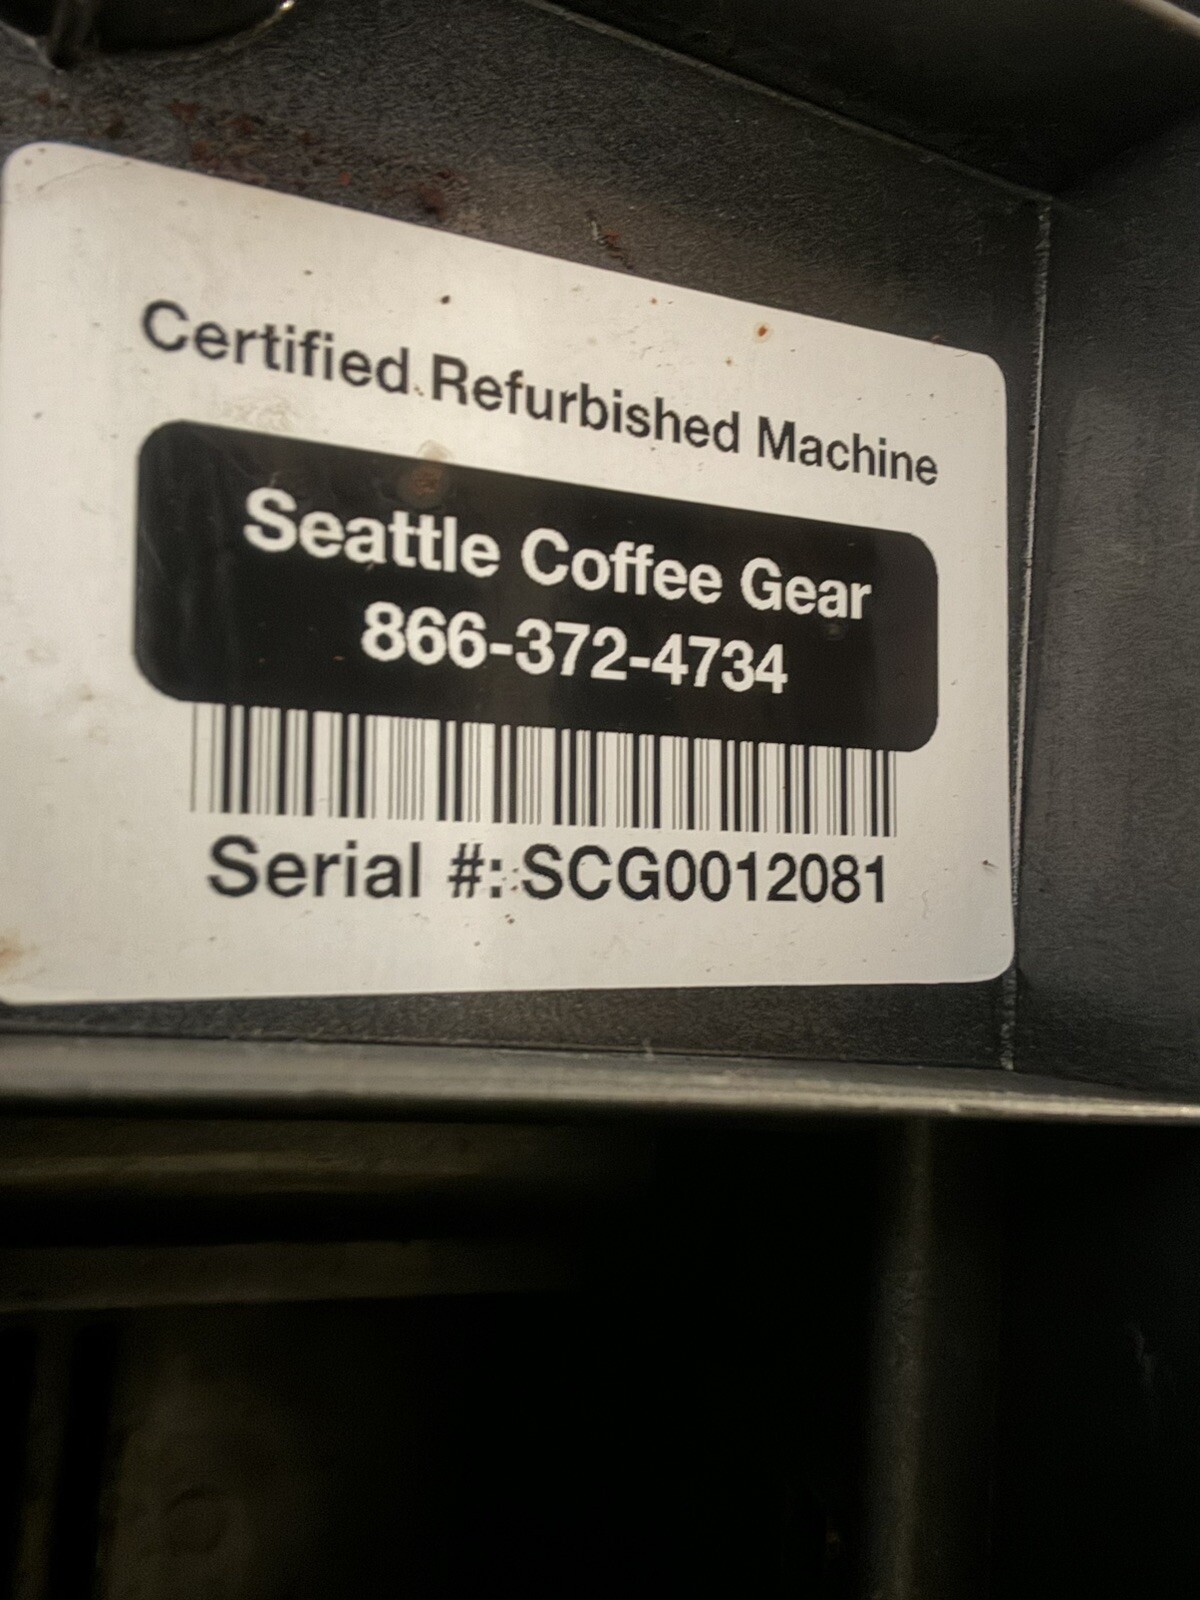 Certified Refurbished Machine
Seattle Coffee Gear
866-372-4734
Serial #: SCG0012081